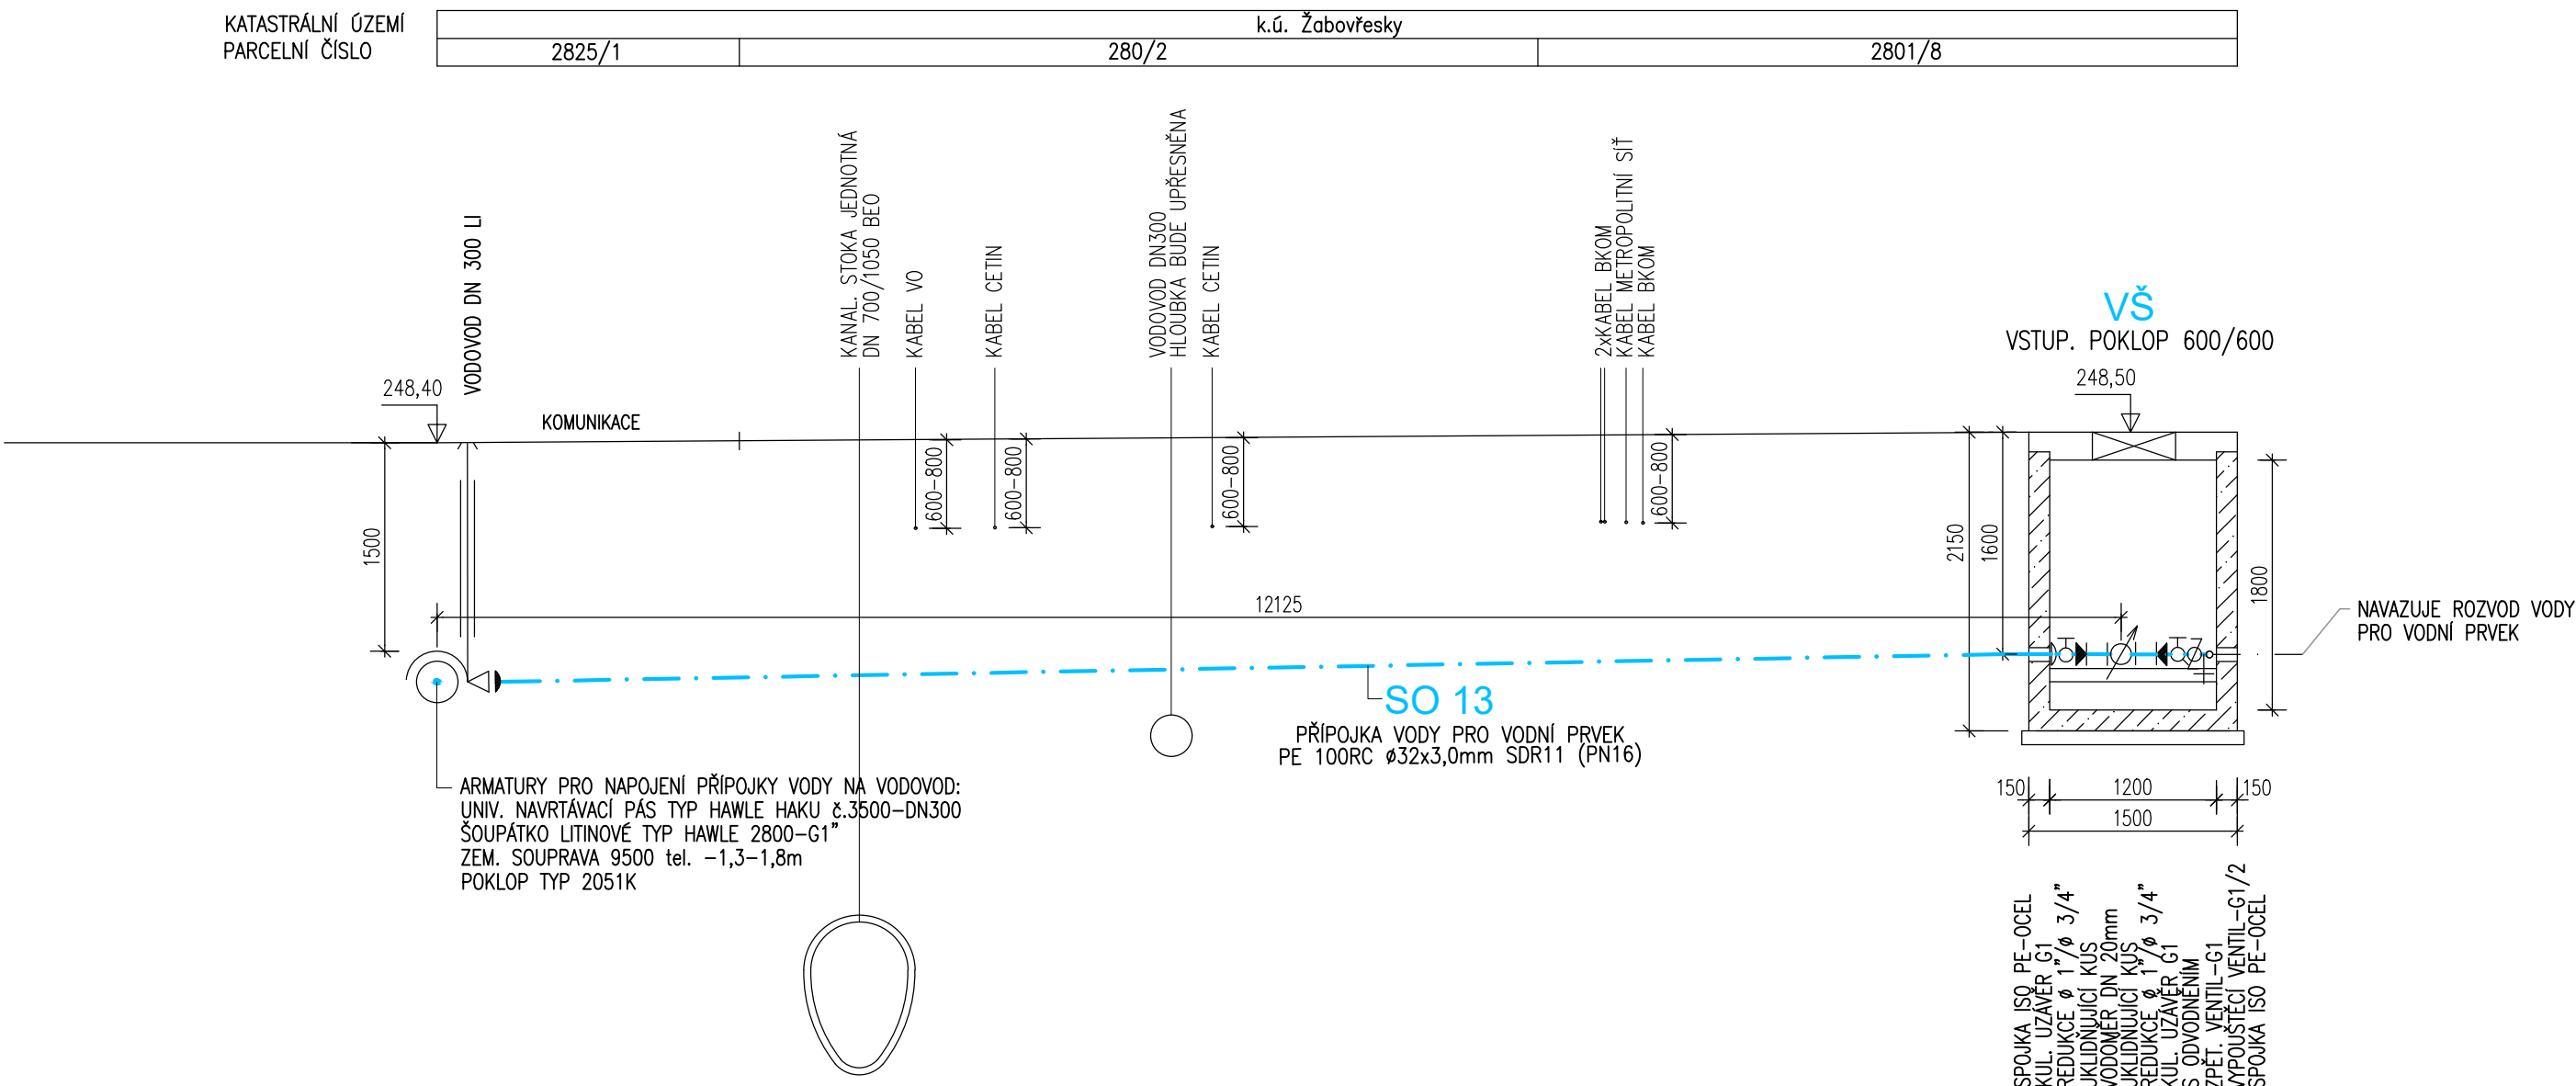 KATASTRÁLNÍ ÚZEMÍ
k.ú. Žabovřesky
PARCELNÍ ČÍSLO
2825/1
280/2
2801/8
VODOVOD DN 300 LI
KANAL. STOKA JEDNOTNÁ
DN 700/1050 BEO
KABEL VO
KABEL CETIN
VODOVOD DN300
HLOUBKA BUDE UPŘESNĚNA
KABEL CETIN
2xKABEL BKOM
KABEL METROPOLITNÍ SÍŤ
KABEL BKOM
VŠ
VSTUP. POKLOP 600/600
248,40
248,50
KOMUNIKACE
600-800
600-800
600-800
600-800
1500
2150
1600
1800
12125
NAVAZUJE ROZVOD VODY
PRO VODNÍ PRVEK
SO 13
PŘÍPOJKA VODY PRO VODNÍ PRVEK
PE 100RC ø32x3,0mm SDR11 (PN16)
ARMATURY PRO NAPOJENÍ PŘÍPOJKY VODY NA VODOVOD:
UNIV. NAVRTÁVACÍ PÁS TYP HAWLE HAKU č.3500-DN300
ŠOUPÁTKO LITINOVÉ TYP HAWLE 2800-G1"
ZEM. SOUPRAVA 9500 tel. -1,3-1,8m
POKLOP TYP 2051K
150
1200
150
1500
SPOJKA ISO PE-OCEL
KUL. UZÁVĚR G1
REDUKCE ø 1"/ø 3/4"
UKLIDŇUJÍCÍ KUS
VODOMĚR DN 20mm
UKLIDŇUJÍCÍ KUS
REDUKCE ø 1"/ø 3/4"
KUL. UZÁVĚR G1
S ODVODNĚNÍM
ZPĚT. VENTIL-G1
VYPOUŠTĚCÍ VENTIL-G1/2
SPOJKA ISO PE-OCEL